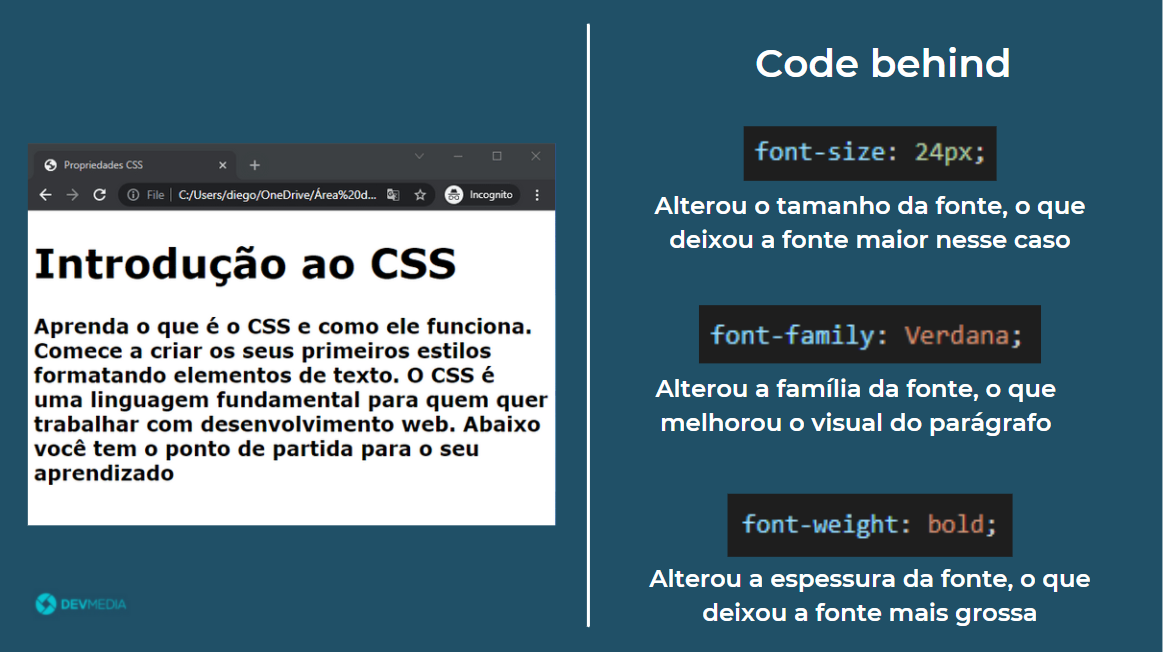 Propriedades CSS
File
C:/Users/diego/OneDrive/Área%20d...
Incognito
Introdução ao CSS
Aprenda o que é o CSS e como ele funciona.
Comece a criar os seus primeiros estilos
formatando elementos de texto. O CSS é
uma linguagem fundamental para quem quer
trabalhar com desenvolvimento web. Abaixo
você tem o ponto de partida para o seu
aprendizado
DEVMEDIA
Code behind
font-size: 24px;
Alterou o tamanho da fonte, o que
deixou a fonte maior nesse caso
font-family: Verdana;
Alterou a família da fonte, o que
melhorou o visual do parágrafo
font-weight: bold;
Alterou a espessura da fonte, o que
deixou a fonte mais grossa